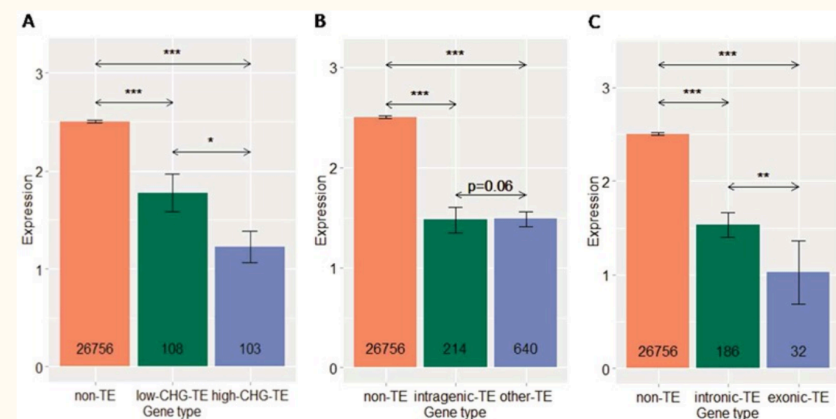 A
Expression
3
2
1
0
***
***
*
26756
108
103
non-TE low-CHG-TE high-CHG-TE
Gene type
B
Expression
3
2
1
0
***
***
p=0.06
26756
214
640
non-TE intragenic-TE other-TE
Gene type
C
Expression
3
2
1
0
***
***
**
26756
186
32
non-TE intronic-TE exonic-TE
Gene type